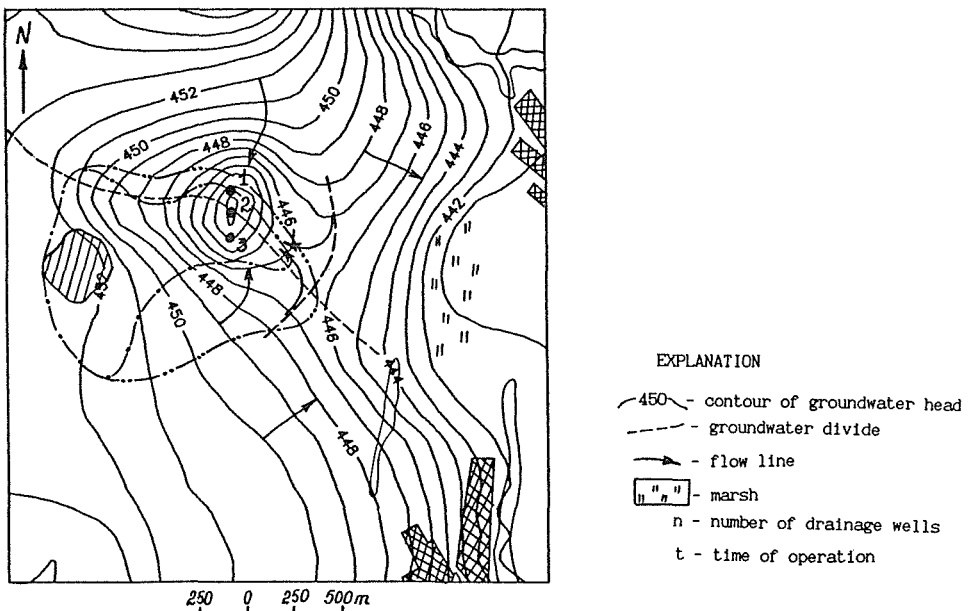 N
452
450
448
446
444
442
450
448
1
2
3
446
452
450
448
446
444
448
250 0 250 500m
EXPLANATION
450 - contour of groundwater head
- groundwater divide
- flow line
- marsh
n - number of drainage wells
t - time of operation